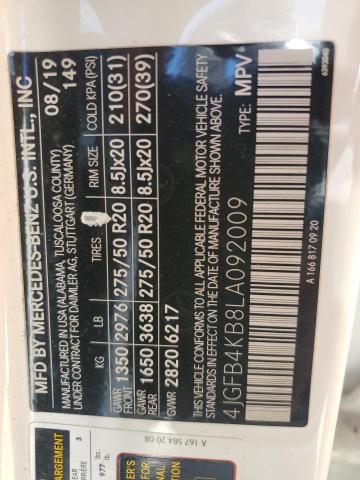 MFD BY MERCEDES-BENZ U.S. INTL., INC
MANUFACTURED IN USA (ALABAMA, TUSCALOOSA COUNTY) 08/19
UNDER CONTRACT FOR DAIMLER AG, STUTTGART (GERMANY) 149
KG LB TIRES RIM SIZE COLD KPA(PSI)
GAWR
FRONT 1350 2976 275/50 R20 8.5Jx20 210(31)
GAWR
REAR 1650 3638 275/50 R20 8.5Jx20 270(39)
GVWR 2820 6217
THIS VEHICLE CONFORMS TO ALL APPLICABLE FEDERAL MOTOR VEHICLE SAFETY
STANDARDS IN EFFECT ON THE DATE OF MANUFACTURE SHOWN ABOVE.
4JGFB4KB8LA092009 TYPE: MPV
6592040
A 166 817 09 20
A 167 584 20 08
3
977 lbs.